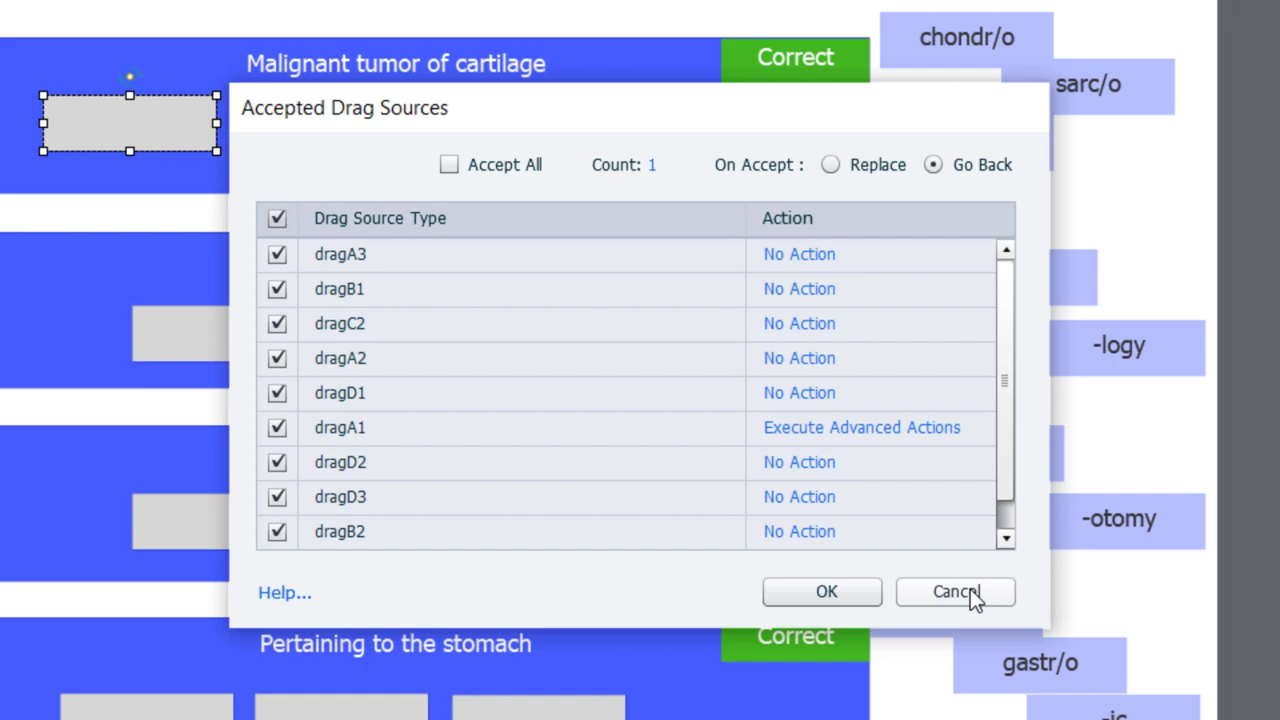 chondr/o
Malignant tumor of cartilage
Correct
sarc/o
Accepted Drag Sources
Accept All Count: 1 On Accept : Replace Go Back
Drag Source Type Action
dragA3 No Action
dragB1 No Action
dragC2 No Action
-logy
dragA2 No Action
dragD1 No Action
dragA1 Execute Advanced Actions
dragD2 No Action
dragD3 No Action
-otomy
dragB2 No Action
Help... OK Cancel
Pertaining to the stomach
Correct
gastr/o